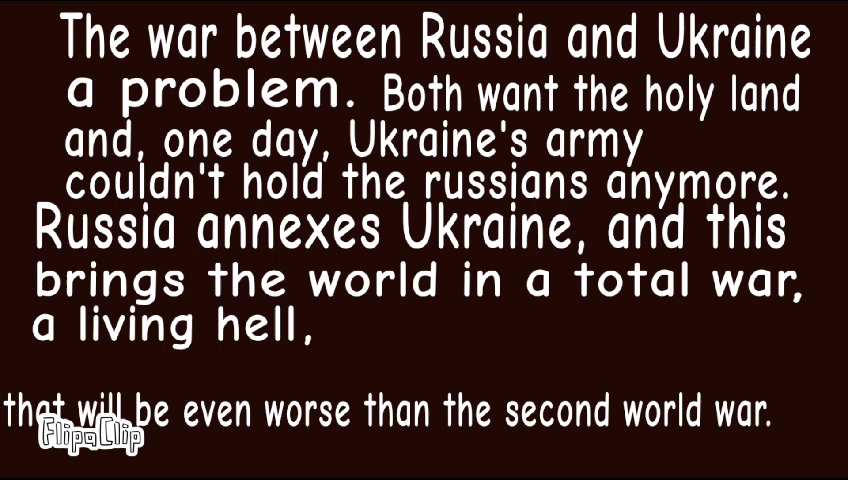 The war between Russia and Ukraine
a problem. Both want the holy land
and, one day, Ukraine's army
couldn't hold the russians anymore.
Russia annexes Ukraine, and this
brings the world in a total war,
a living hell,
that will be even worse than the second world war.
FlipaClip